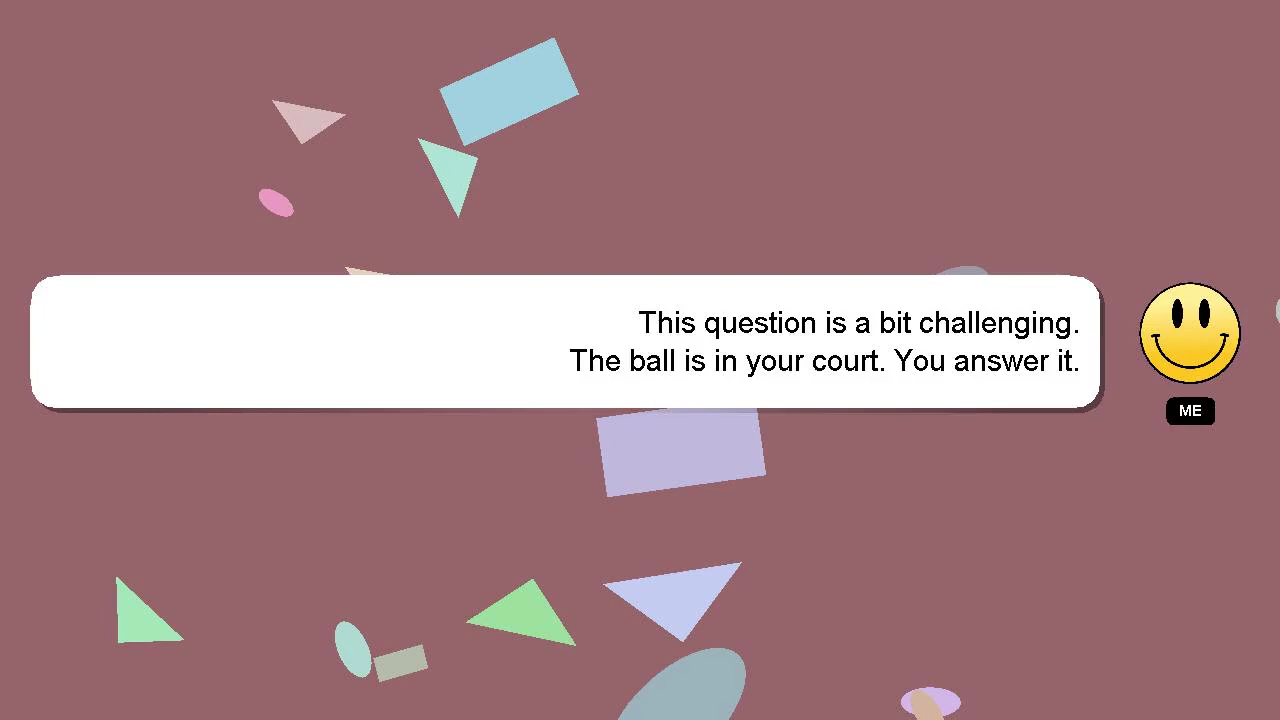 This question is a bit challenging.
The ball is in your court. You answer it.
ME